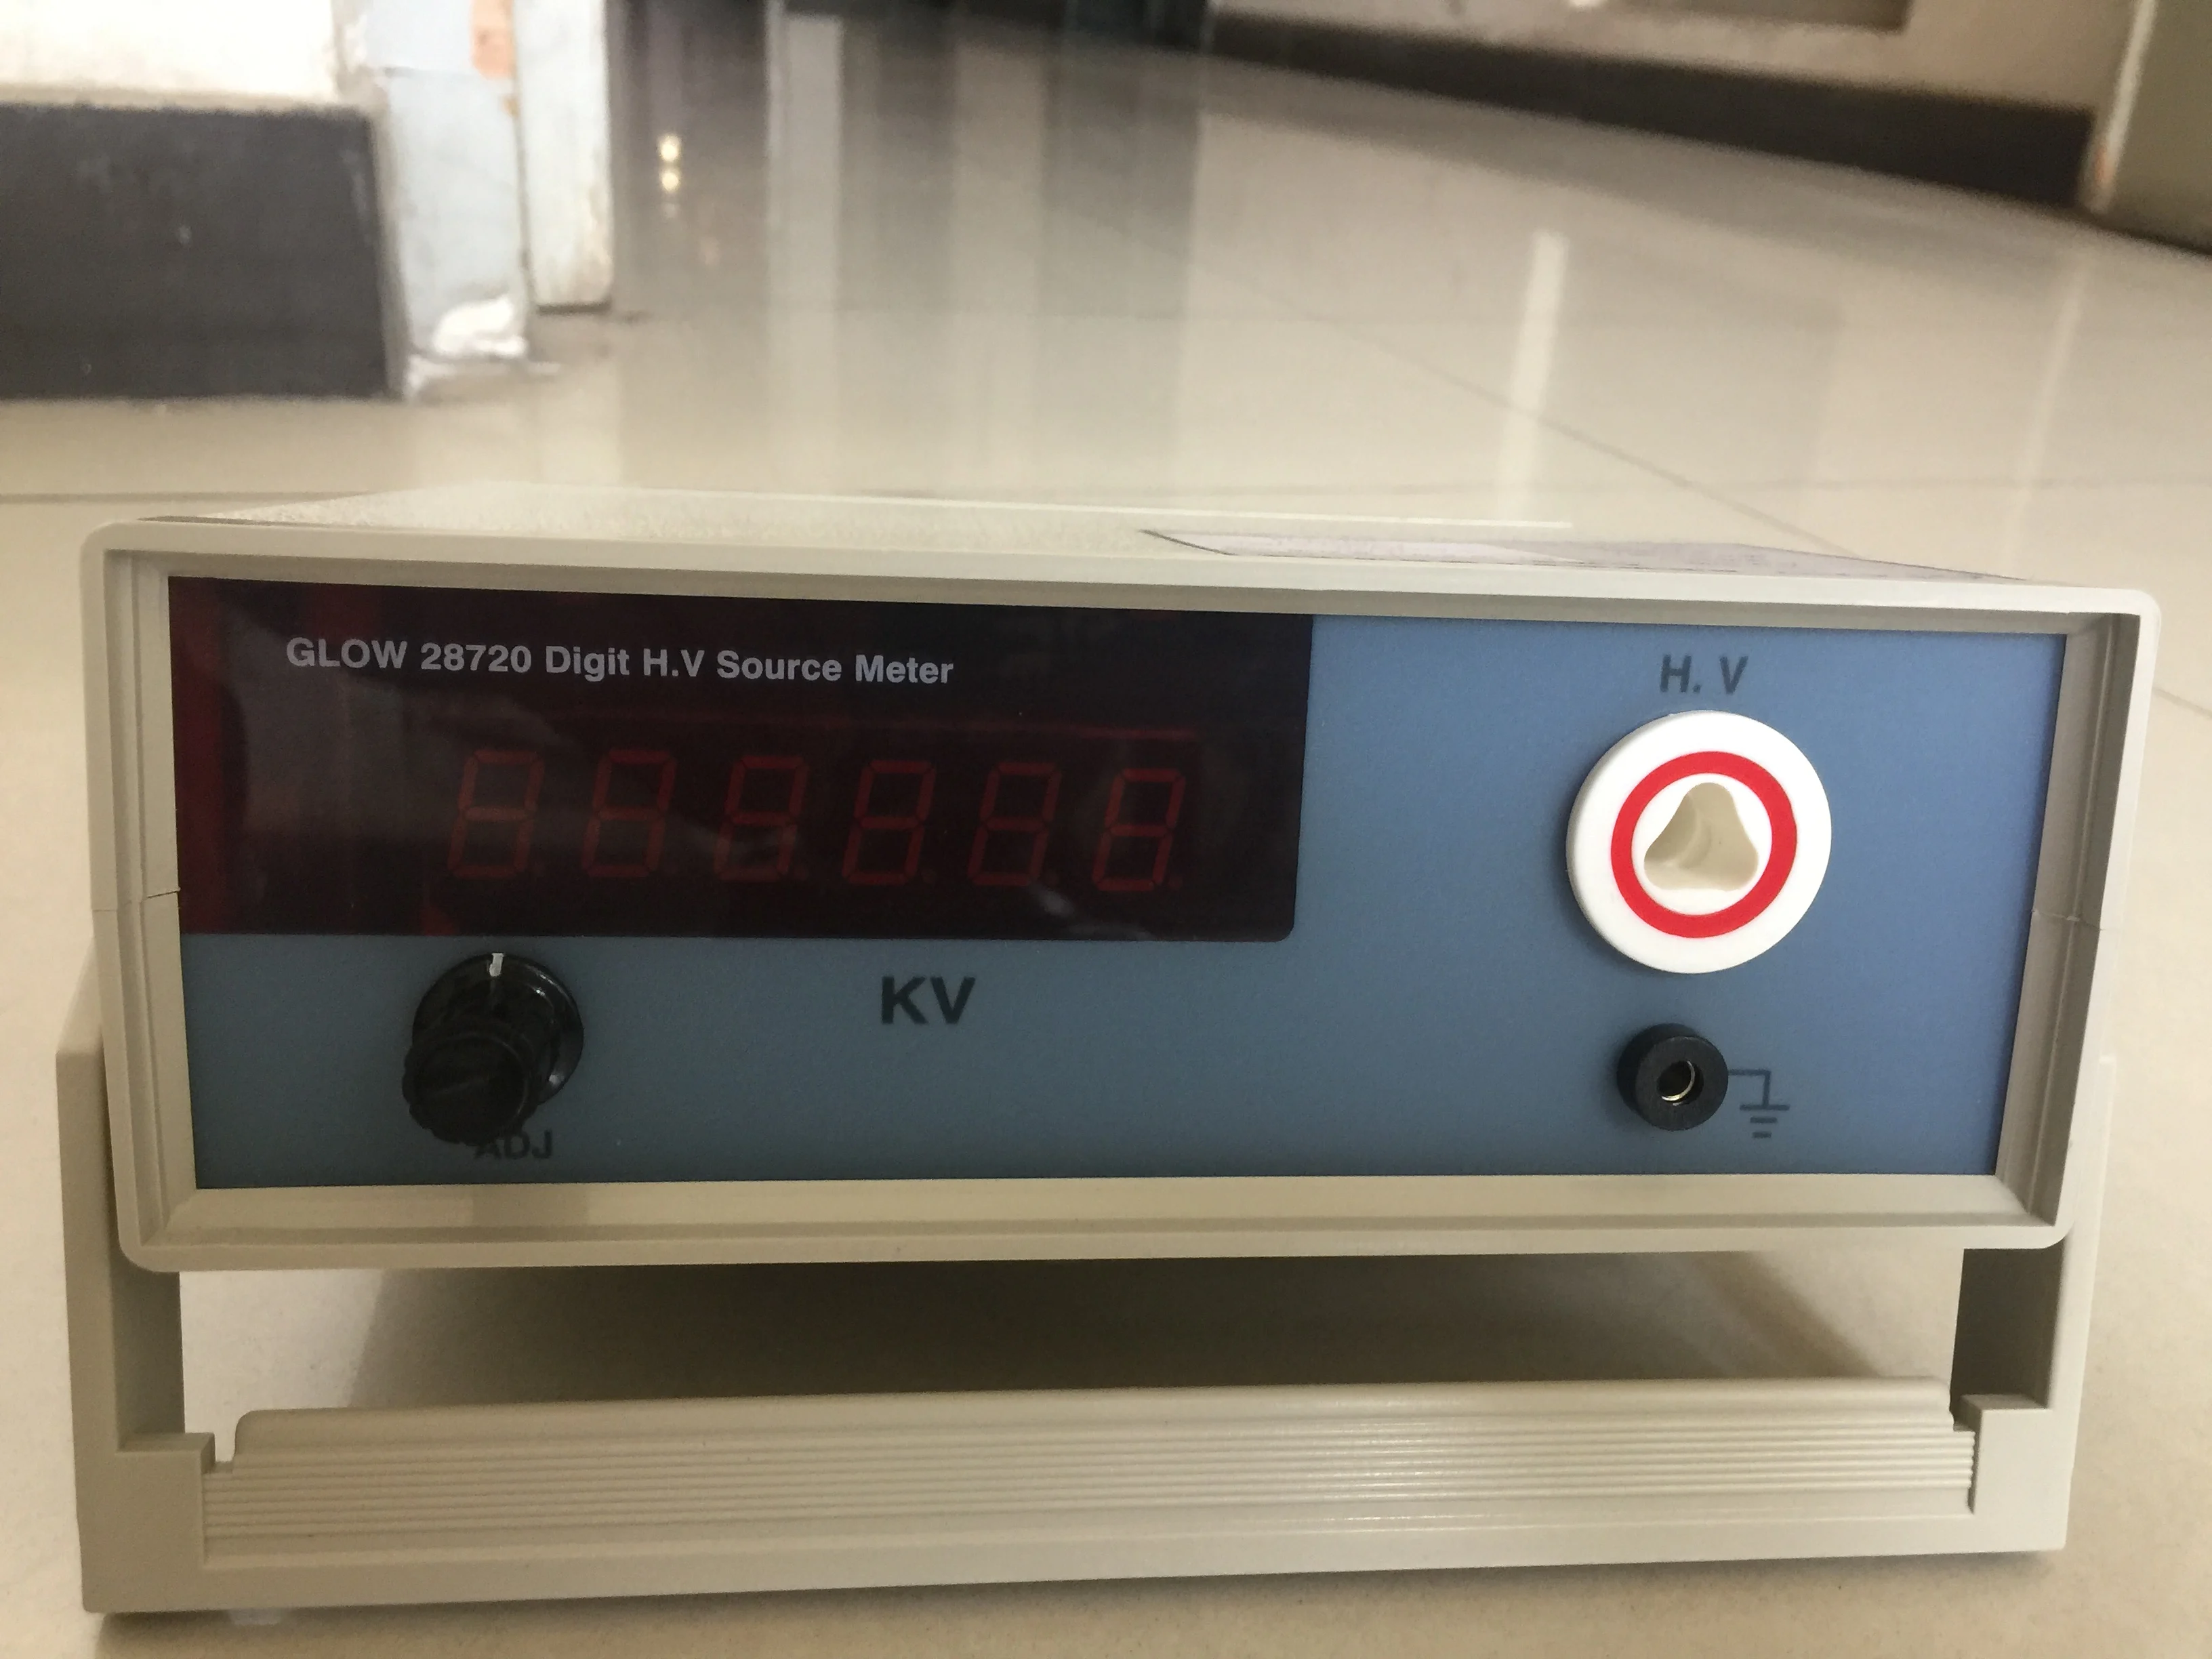 GLOW 28720 Digit H.V Source Meter
H. V
KV
ADJ